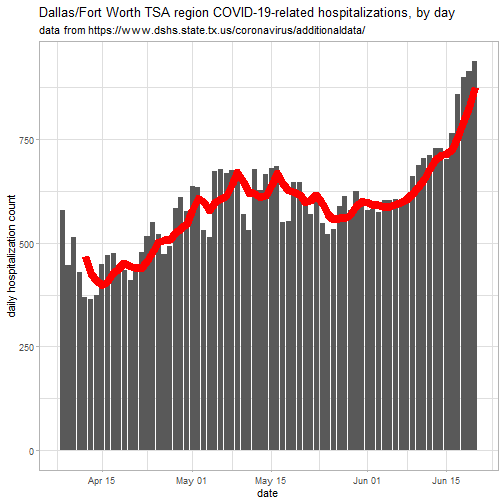 Dallas/Fort Worth TSA region COVID-19-related hospitalizations, by day
data from https://www.dshs.state.tx.us/coronavirus/additionaldata/
daily hospitalization count
750
500
250
0
Apr 15
May 01
May 15
Jun 01
Jun 15
date